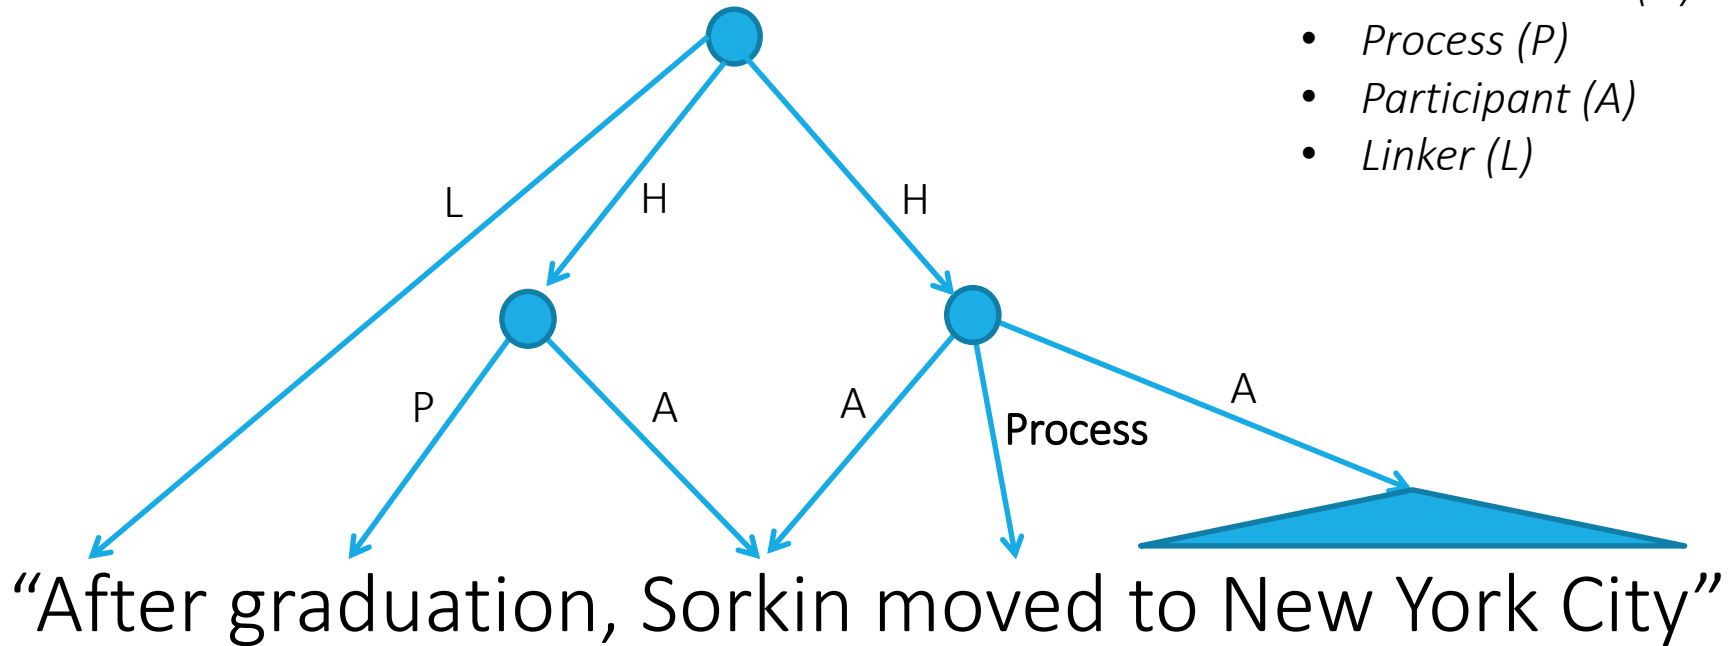 • Process (P)
• Participant (A)
• Linker (L)
L
H
H
P
A
A
Process
A
“After graduation, Sorkin moved to New York City”